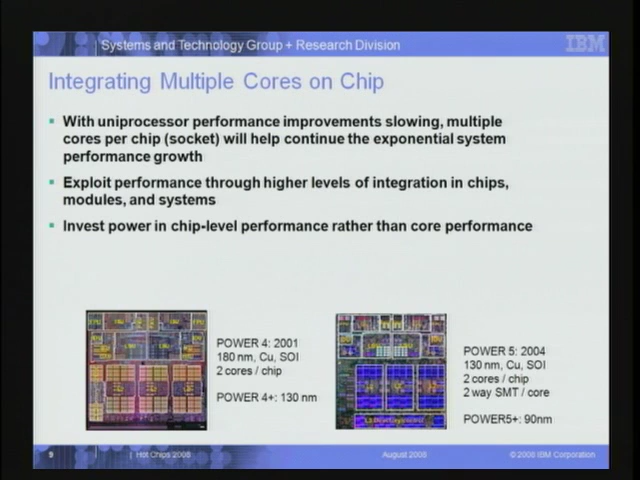 Systems and Technology Group + Research Division
IBM
Integrating Multiple Cores on Chip
With uniprocessor performance improvements slowing, multiple
cores per chip (socket) will help continue the exponential system
performance growth
Exploit performance through higher levels of integration in chips,
modules, and systems
Invest power in chip-level performance rather than core performance
POWER 4: 2001
180 nm, Cu, SOI
2 cores / chip
POWER 4+: 130 nm
POWER 5: 2004
130 nm, Cu, SOI
2 cores / chip
2 way SMT / core
POWER5+: 90nm
9
Hot Chips 2008
August 2008
© 2008 IBM Corporation